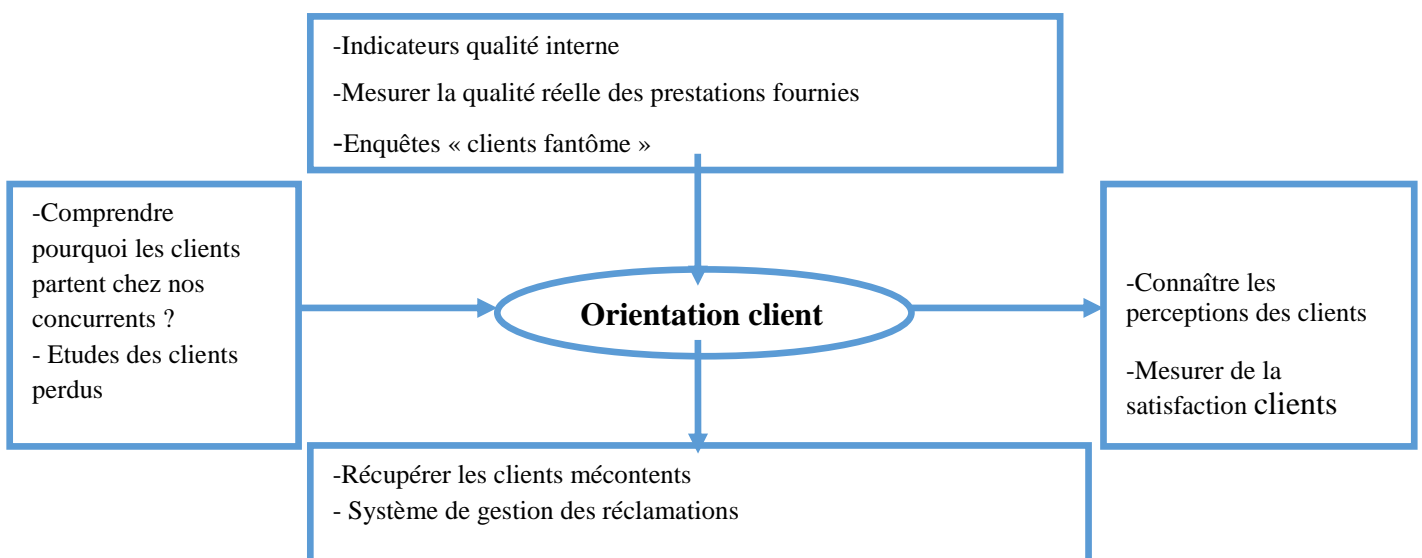 -Indicateurs qualité interne
-Mesurer la qualité réelle des prestations fournies
-Enquêtes « clients fantôme »
-Comprendre
pourquoi les clients
partent chez nos
concurrents ?
- Etudes des clients
perdus
Orientation client
-Connaître les
perceptions des clients
-Mesurer de la
satisfaction clients
-Récupérer les clients mécontents
- Système de gestion des réclamations